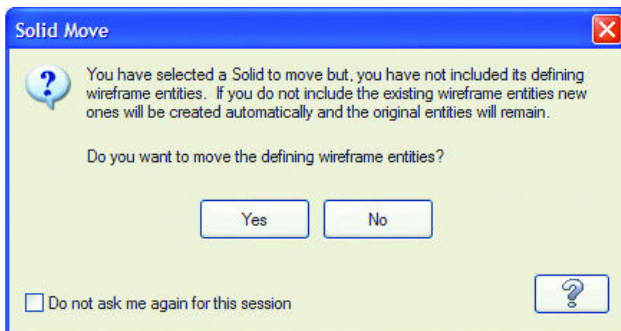 Solid Move
You have selected a Solid to move but, you have not included its defining
wireframe entities. If you do not include the existing wireframe entities new
ones will be created automatically and the original entities will remain.
Do you want to move the defining wireframe entities?
Yes
No
Do not ask me again for this session